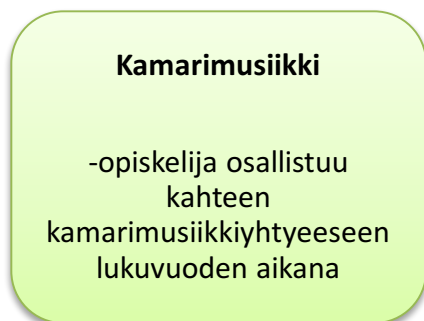 Kamarimusiikki
-opiskelija osallistuu
kahteen
kamarimusiikkiyhtyeeseen
lukuvuoden aikana